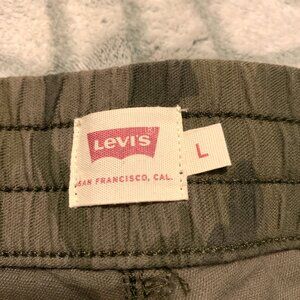 Levi's
L
SAN FRANCISCO, CAL.